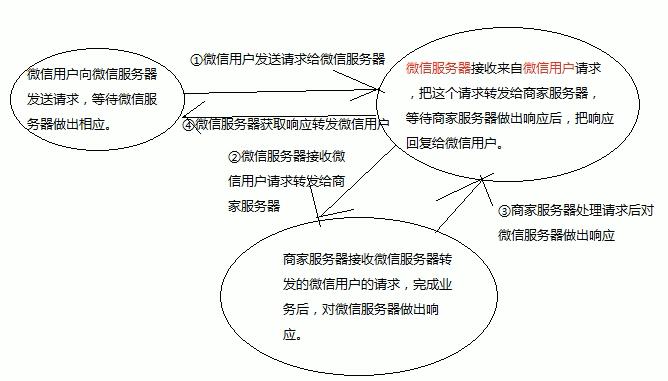 ①微信用户发送请求给微信服务器
微信用户向微信服务器
发送请求，等待微信服
务器做出相应。
微信服务器接收来自微信用户请求
，把这个请求转发给商家服务器，
等待商家服务器做出响应后，把响应
回复给微信用户。
④微信服务器获取响应转发微信用户
②微信服务器接收微
信用户请求转发给商
家服务器
③商家服务器处理请求后对
微信服务器做出响应
商家服务器接收微信服务器转
发的微信用户的请求，完成业
务后，对微信服务器做出响
应。